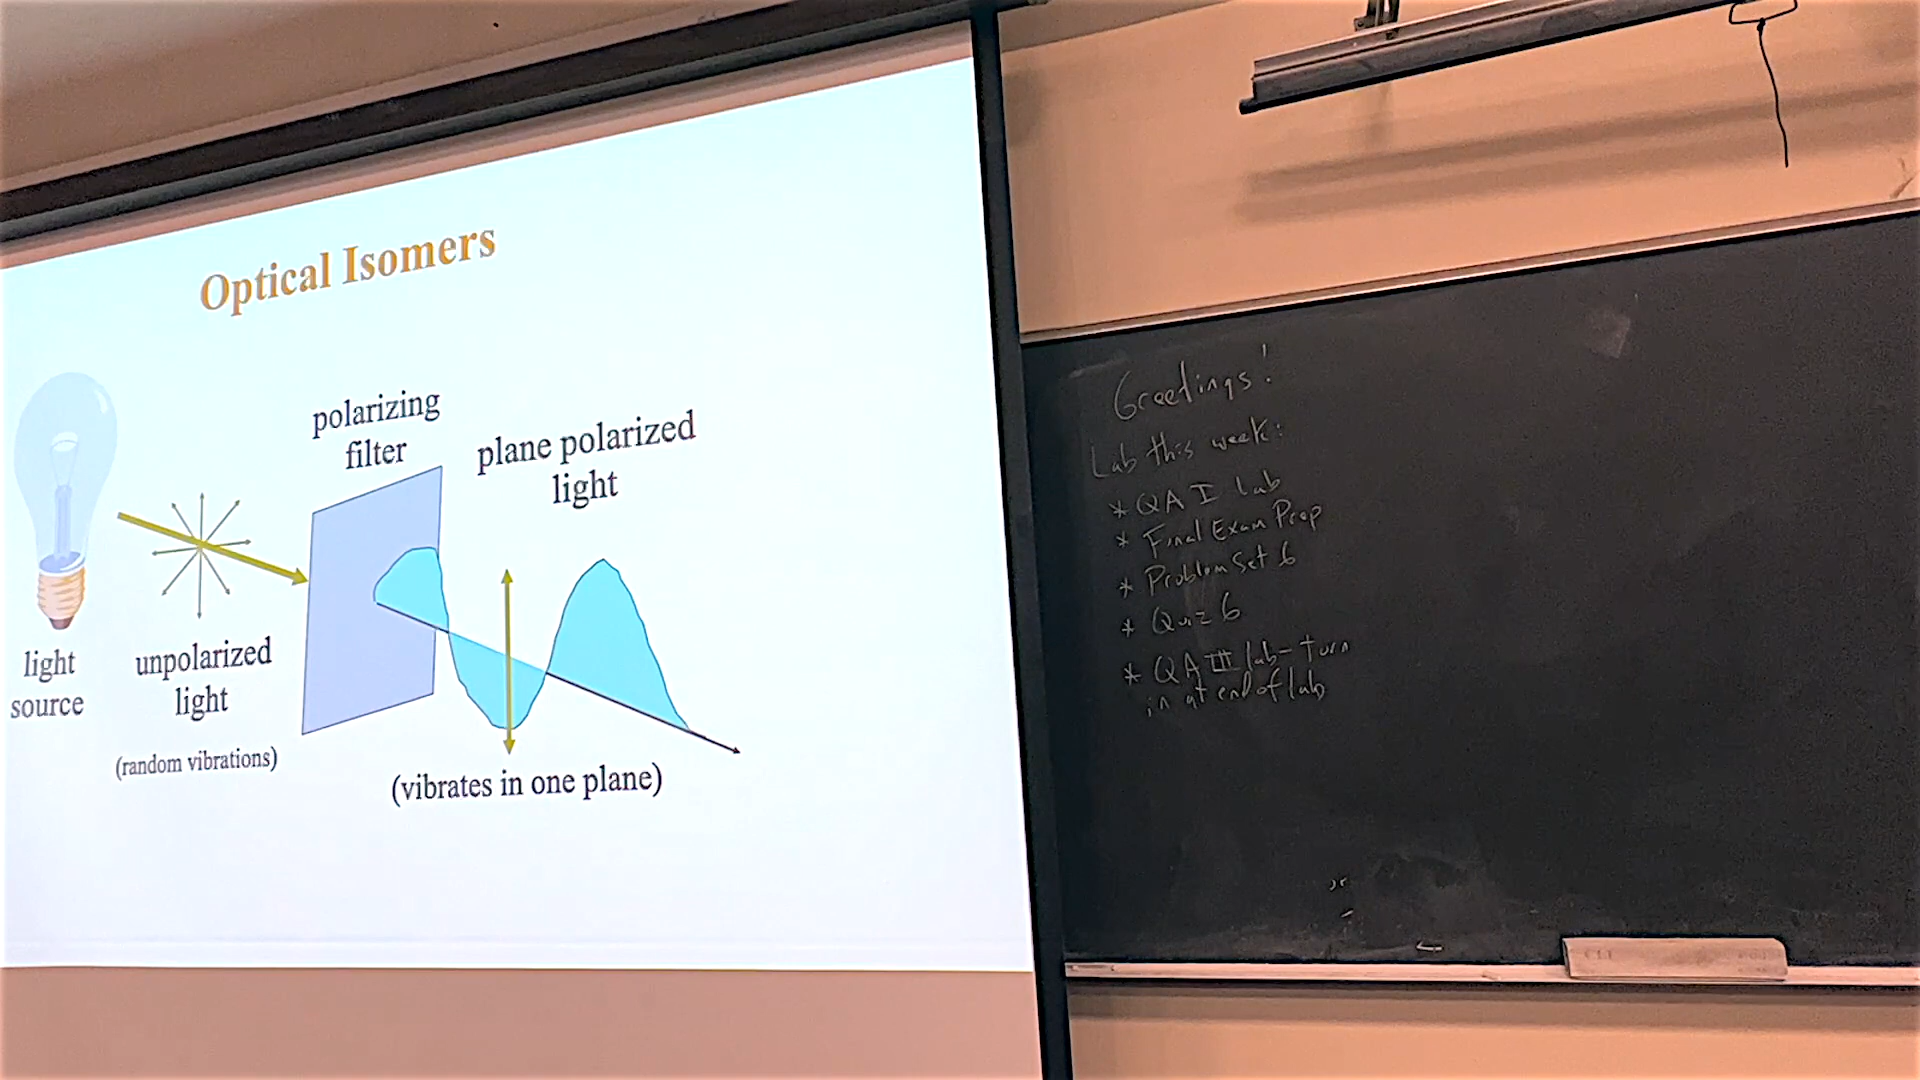 Optical Isomers
polarizing
filter
plane polarized
light
light
source
unpolarized
light
(random vibrations)
(vibrates in one plane)
Greetings!
Lab this week:
* QA I Lab
* Final Exam Prep
* Problem Set 6
* Quiz 6
* QA III lab - turn
in at end of lab